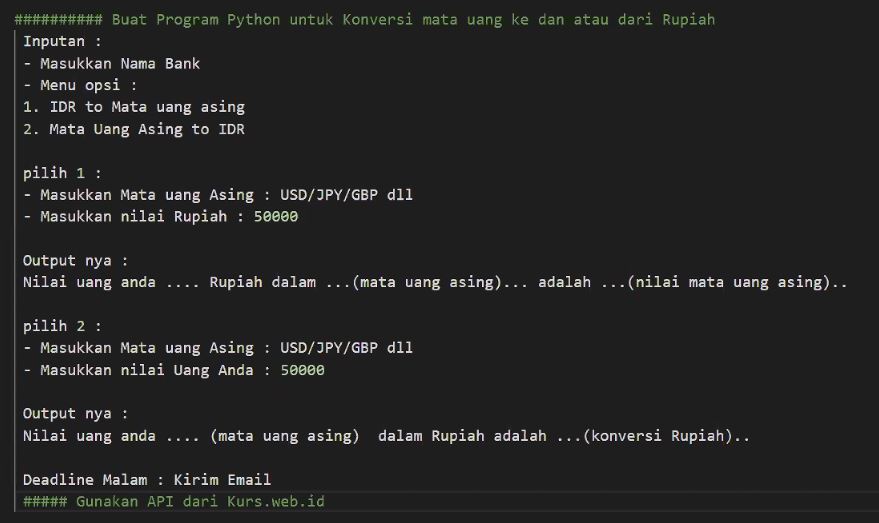 ########## Buat Program Python untuk Konversi mata uang ke dan atau dari Rupiah
Inputan :
- Masukkan Nama Bank
- Menu opsi :
1. IDR to Mata uang asing
2. Mata Uang Asing to IDR

pilih 1 :
- Masukkan Mata uang Asing : USD/JPY/GBP dll
- Masukkan nilai Rupiah : 50000

Output nya :
Nilai uang anda .... Rupiah dalam ...(mata uang asing)... adalah ...(nilai mata uang asing)..

pilih 2 :
- Masukkan Mata uang Asing : USD/JPY/GBP dll
- Masukkan nilai Uang Anda : 50000

Output nya :
Nilai uang anda .... (mata uang asing)  dalam Rupiah adalah ...(konversi Rupiah)..

Deadline Malam : Kirim Email
##### Gunakan API dari Kurs.web.id